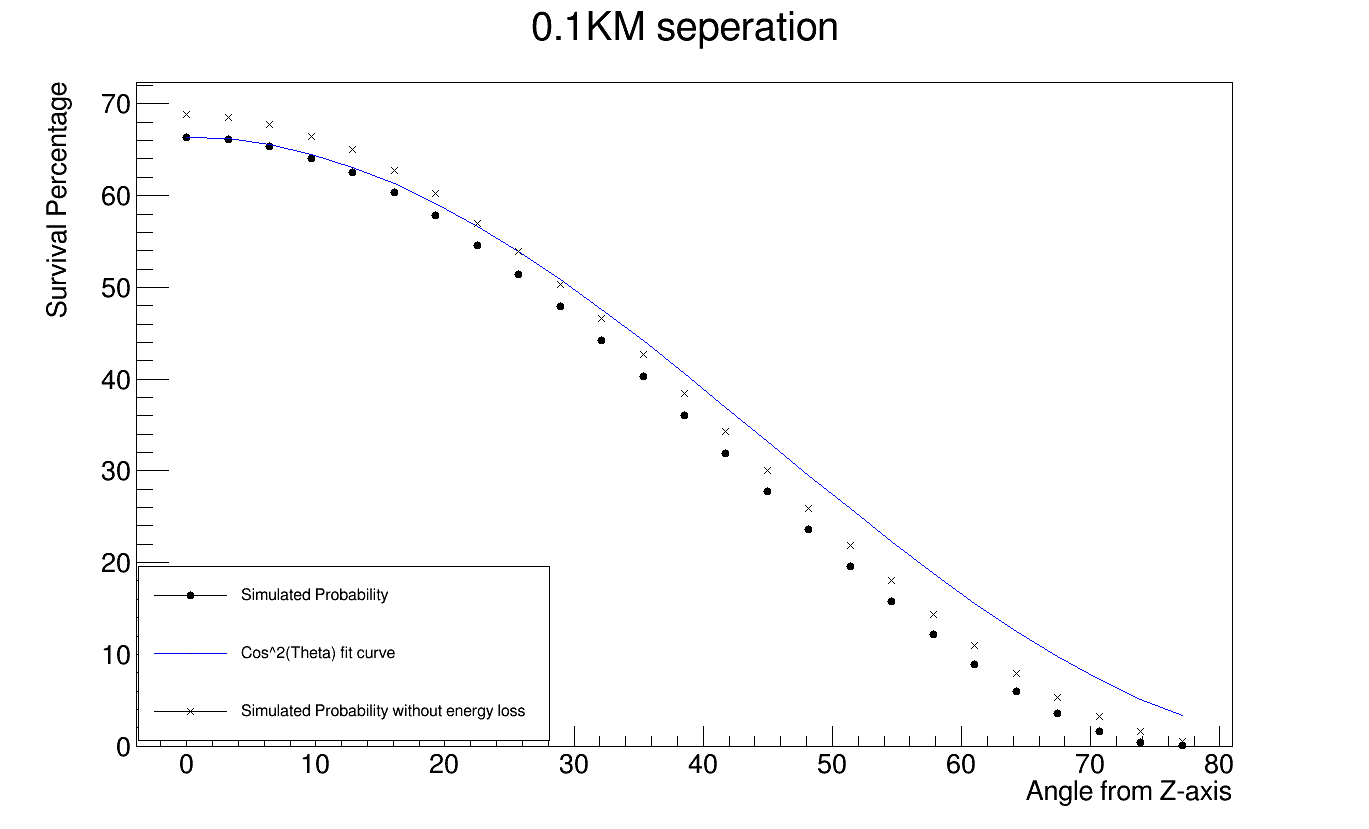 0.1KM seperation
Survival Percentage
70
60
50
40
30
20
10
0
Simulated Probability
Cos^2(Theta) fit curve
Simulated Probability without energy loss
0 10 20 30 40 50 60 70 80
Angle from Z-axis